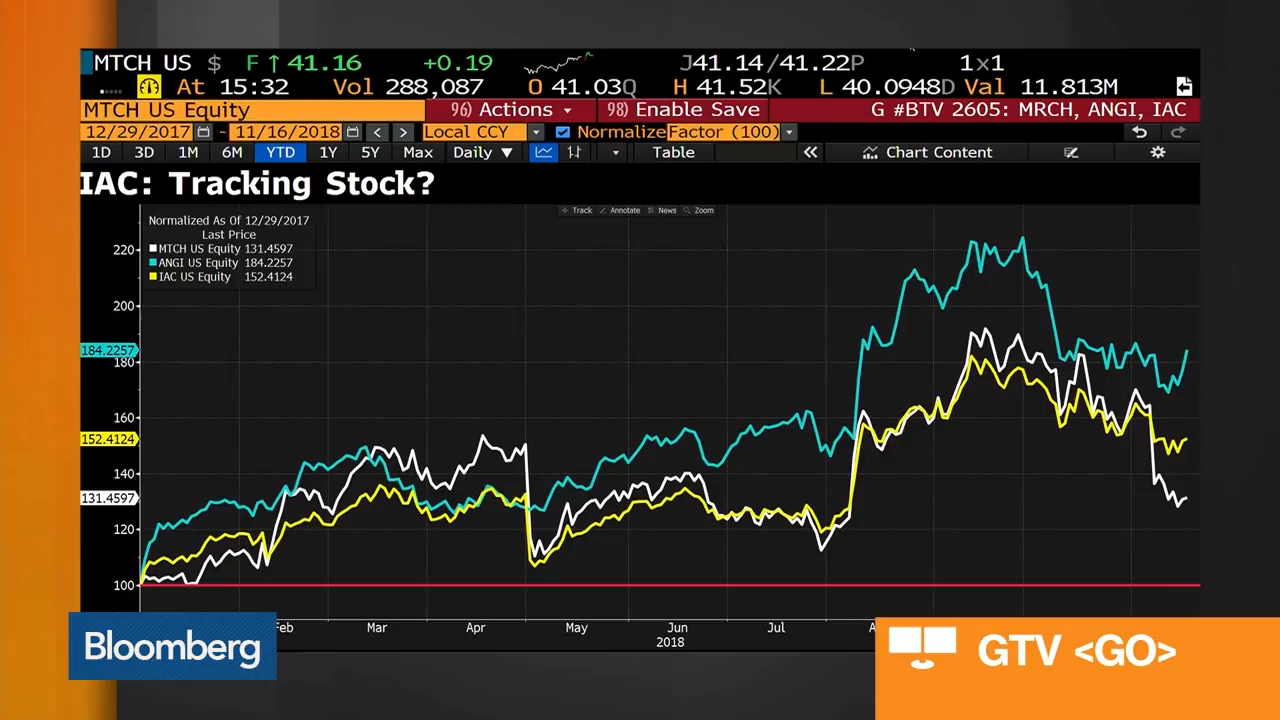 MTCH US $ F ↑ 41.16 +0.19 J41.14/41.22P 1x1
At 15:32 Vol 288,087 O 41.03Q H 41.52K L 40.0948D Val 11.813M
MTCH US Equity 96) Actions 98) Enable Save G #BTV 2605: MRCH, ANGI, IAC
12/29/2017 - 11/16/2018 < > Local CCY Normalize Factor (100)
1D 3D 1M 6M YTD 1Y 5Y Max Daily ▼ Table « Chart Content
IAC: Tracking Stock?
Track Annotate News Zoom
Normalized As Of 12/29/2017
Last Price
MTCH US Equity 131.4597
ANGI US Equity 184.2257
IAC US Equity 152.4124
220
200
184.2257
180
160
152.4124
140
131.4597
120
100
eb Mar Apr May Jun Jul A
2018
Bloomberg
GTV <GO>